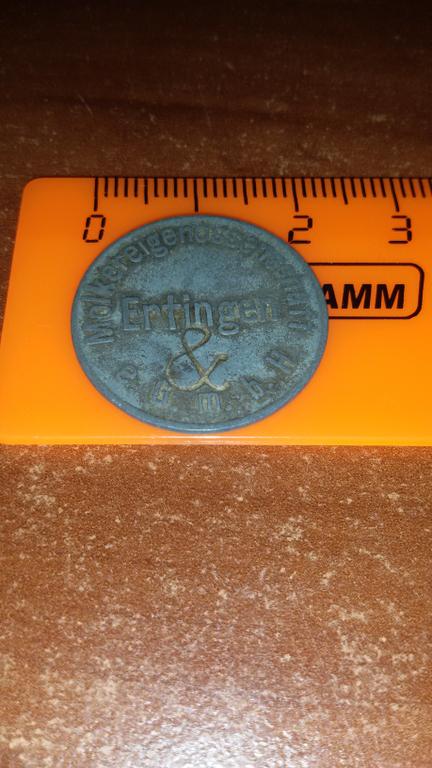 0 2 3
AMM
Molkereigenossenschaft
Ertingen
&
e. G. m. b. H